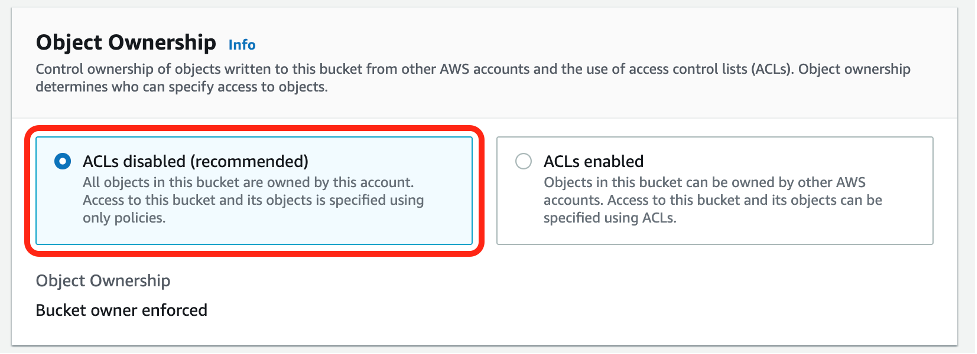 Object Ownership Info
Control ownership of objects written to this bucket from other AWS accounts and the use of access control lists (ACLs). Object ownership
determines who can specify access to objects.
ACLs disabled (recommended)
All objects in this bucket are owned by this account.
Access to this bucket and its objects is specified using
only policies.
ACLs enabled
Objects in this bucket can be owned by other AWS
accounts. Access to this bucket and its objects can be
specified using ACLs.
Object Ownership
Bucket owner enforced